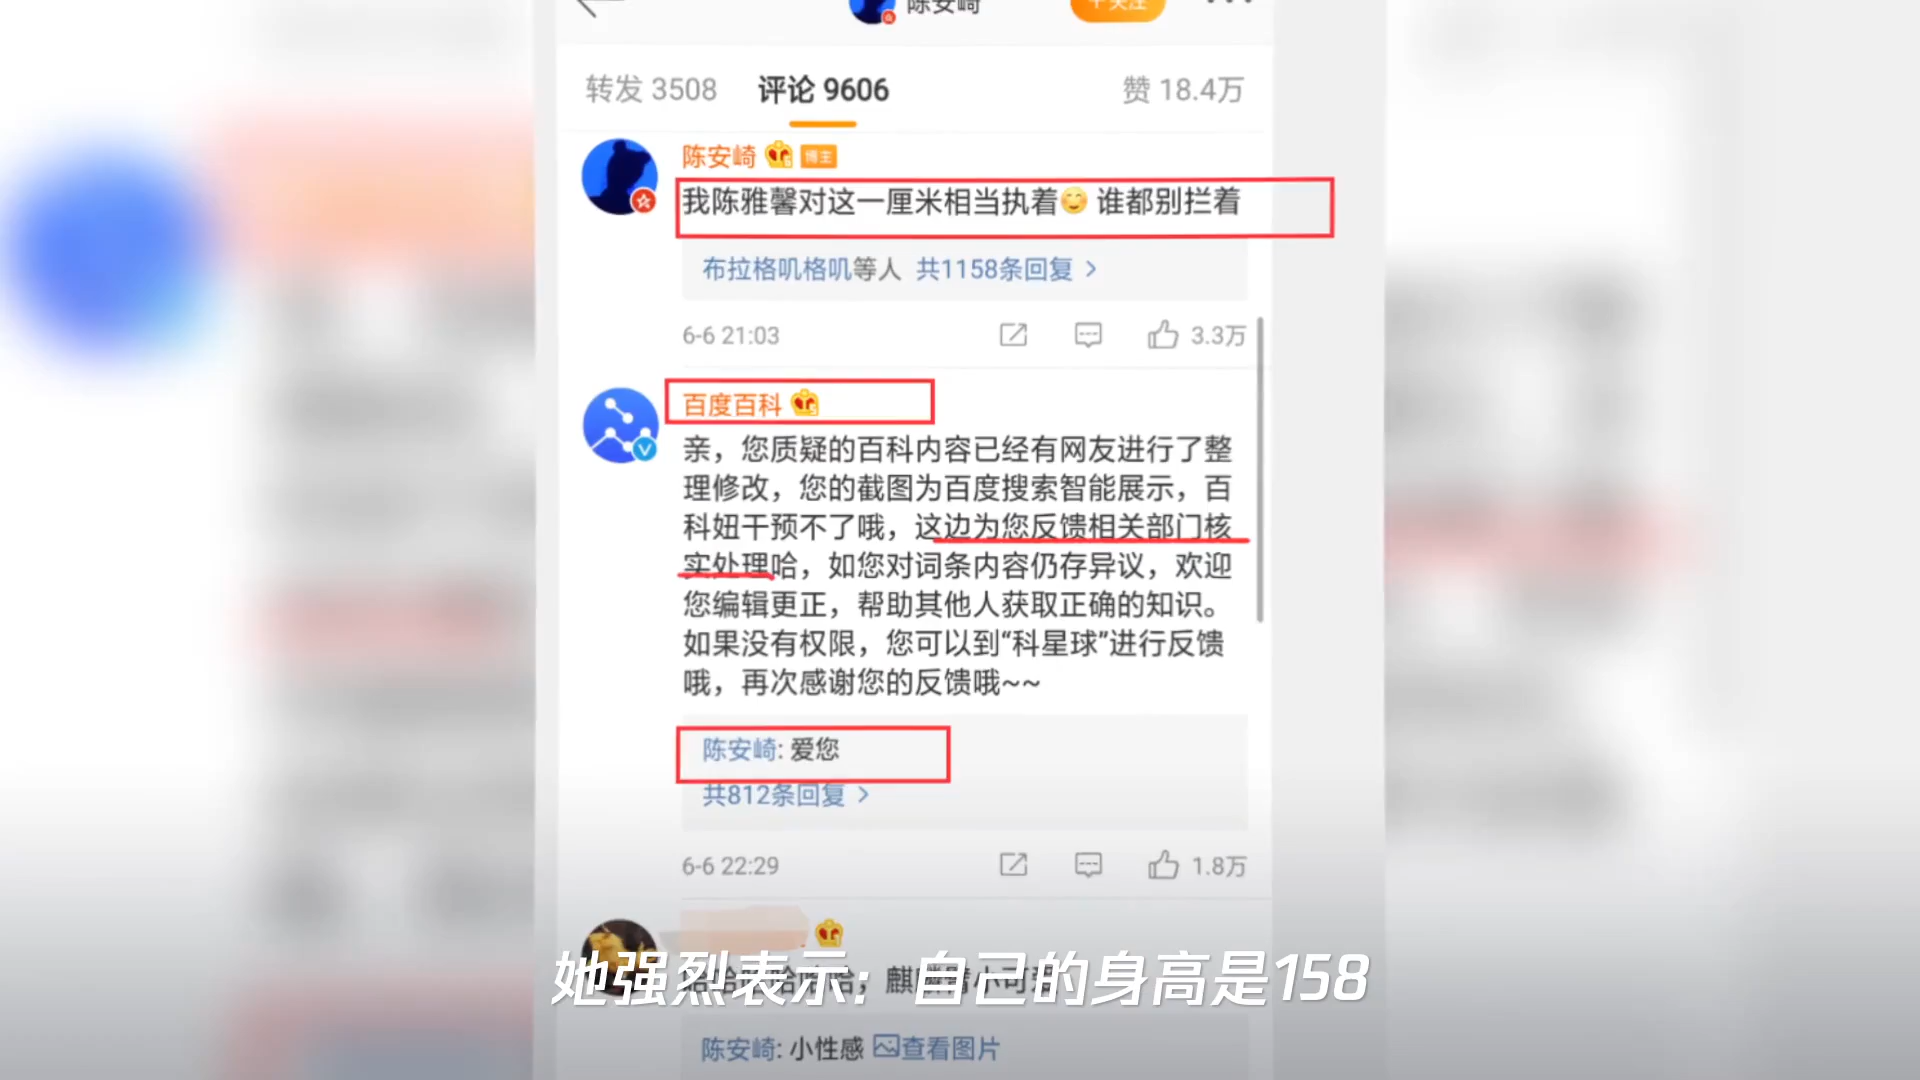 陈安崎
十关注
转发 3508
评论 9606
赞 18.4万
陈安崎 博主
我陈雅馨对这一厘米相当执着😊 谁都别拦着
布拉格叽格叽等人 共1158条回复 >
6-6 21:03
3.3万
百度百科
亲，您质疑的百科内容已经有网友进行了整
理修改，您的截图为百度搜索智能展示，百
科妞干预不了哦，这边为您反馈相关部门核
实处理哈，如您对词条内容仍存异议，欢迎
您编辑更正，帮助其他人获取正确的知识。
如果没有权限，您可以到“科星球”进行反馈
哦，再次感谢您的反馈哦~~
陈安崎: 爱您
共812条回复 >
6-6 22:29
1.8万
她强烈表示：自己的身高是158
陈安崎: 小性感 查看图片